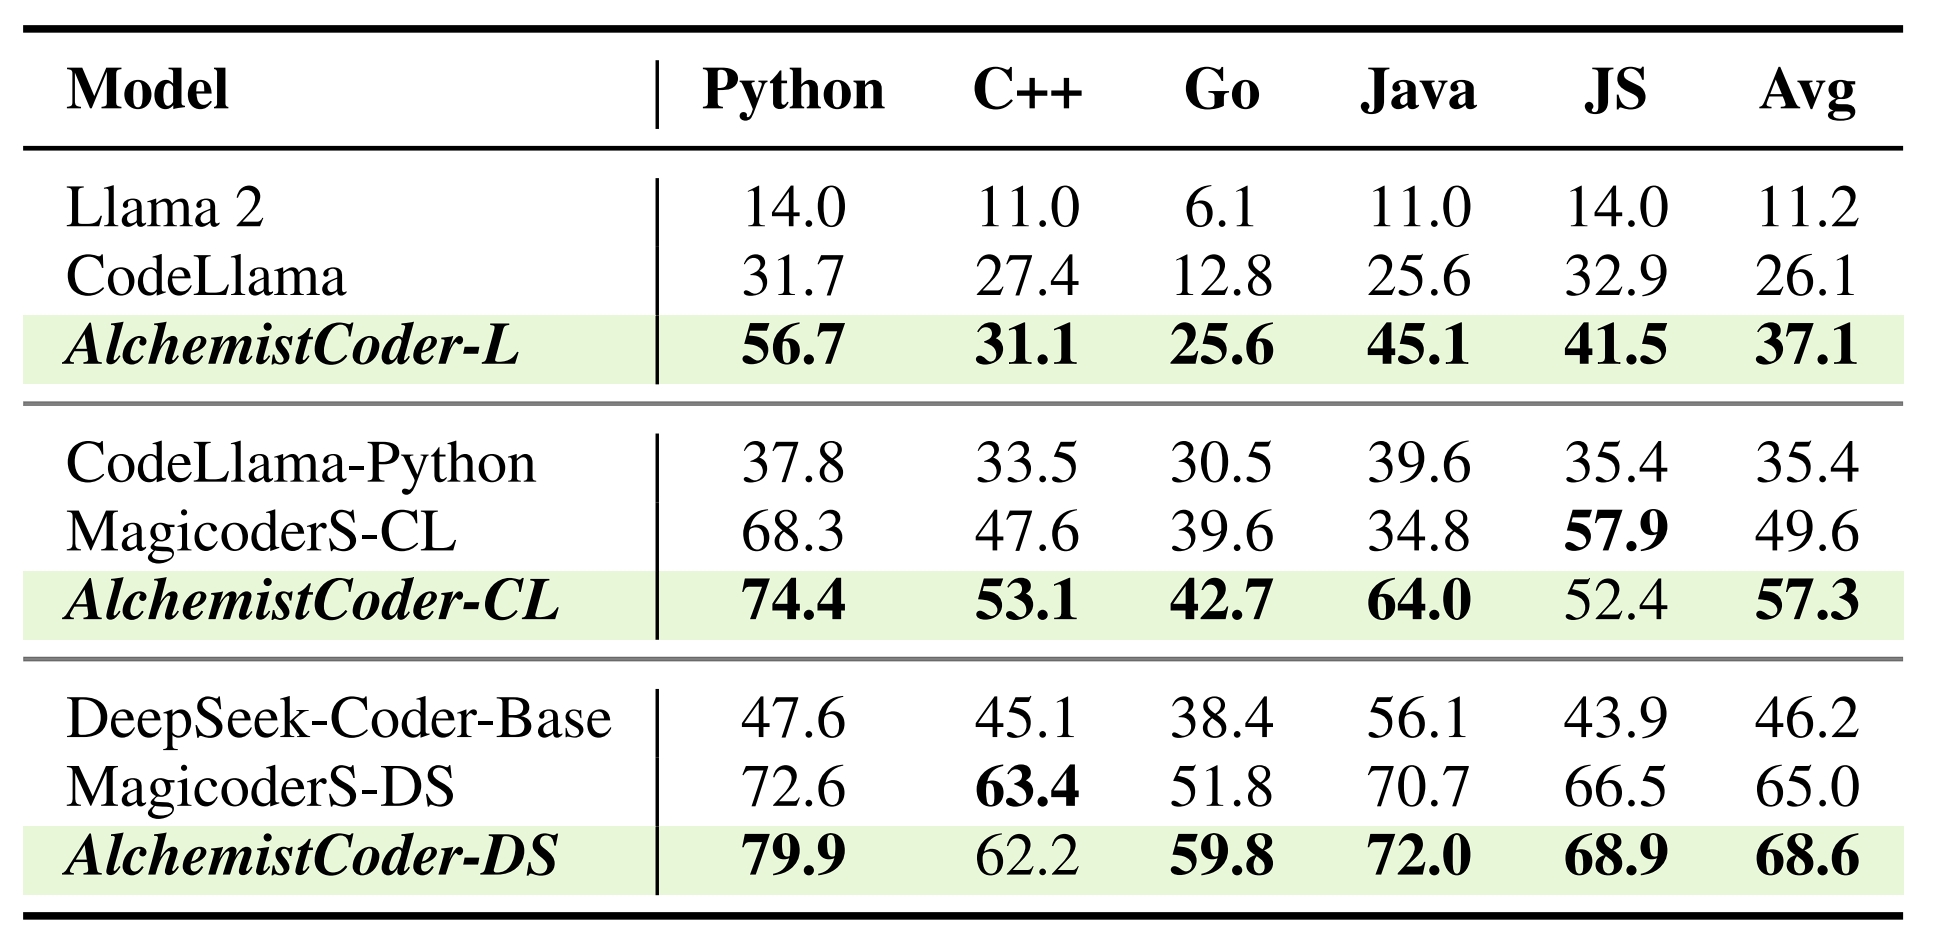 Model Python C++ Go Java JS Avg
Llama 2 14.0 11.0 6.1 11.0 14.0 11.2
CodeLlama 31.7 27.4 12.8 25.6 32.9 26.1
AlchemistCoder-L 56.7 31.1 25.6 45.1 41.5 37.1
CodeLlama-Python 37.8 33.5 30.5 39.6 35.4 35.4
MagicoderS-CL 68.3 47.6 39.6 34.8 57.9 49.6
AlchemistCoder-CL 74.4 53.1 42.7 64.0 52.4 57.3
DeepSeek-Coder-Base 47.6 45.1 38.4 56.1 43.9 46.2
MagicoderS-DS 72.6 63.4 51.8 70.7 66.5 65.0
AlchemistCoder-DS 79.9 62.2 59.8 72.0 68.9 68.6